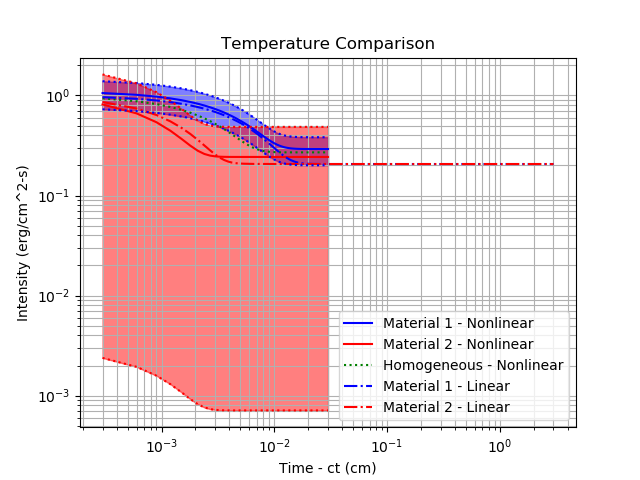 Temperature Comparison
Intensity (erg/cm^2-s)
10^0
10^-1
10^-2
10^-3
Material 1 - Nonlinear
Material 2 - Nonlinear
Homogeneous - Nonlinear
Material 1 - Linear
Material 2 - Linear
10^-3 10^-2 10^-1 10^0
Time - ct (cm)